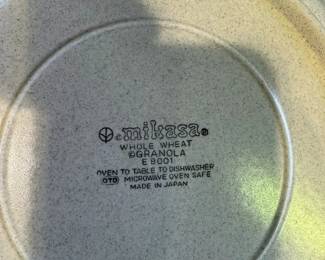 © mikasa ®
WHOLE WHEAT
©GRANOLA
E 8001
OVEN TO TABLE TO DISHWASHER
OTD MICROWAVE OVEN SAFE
MADE IN JAPAN